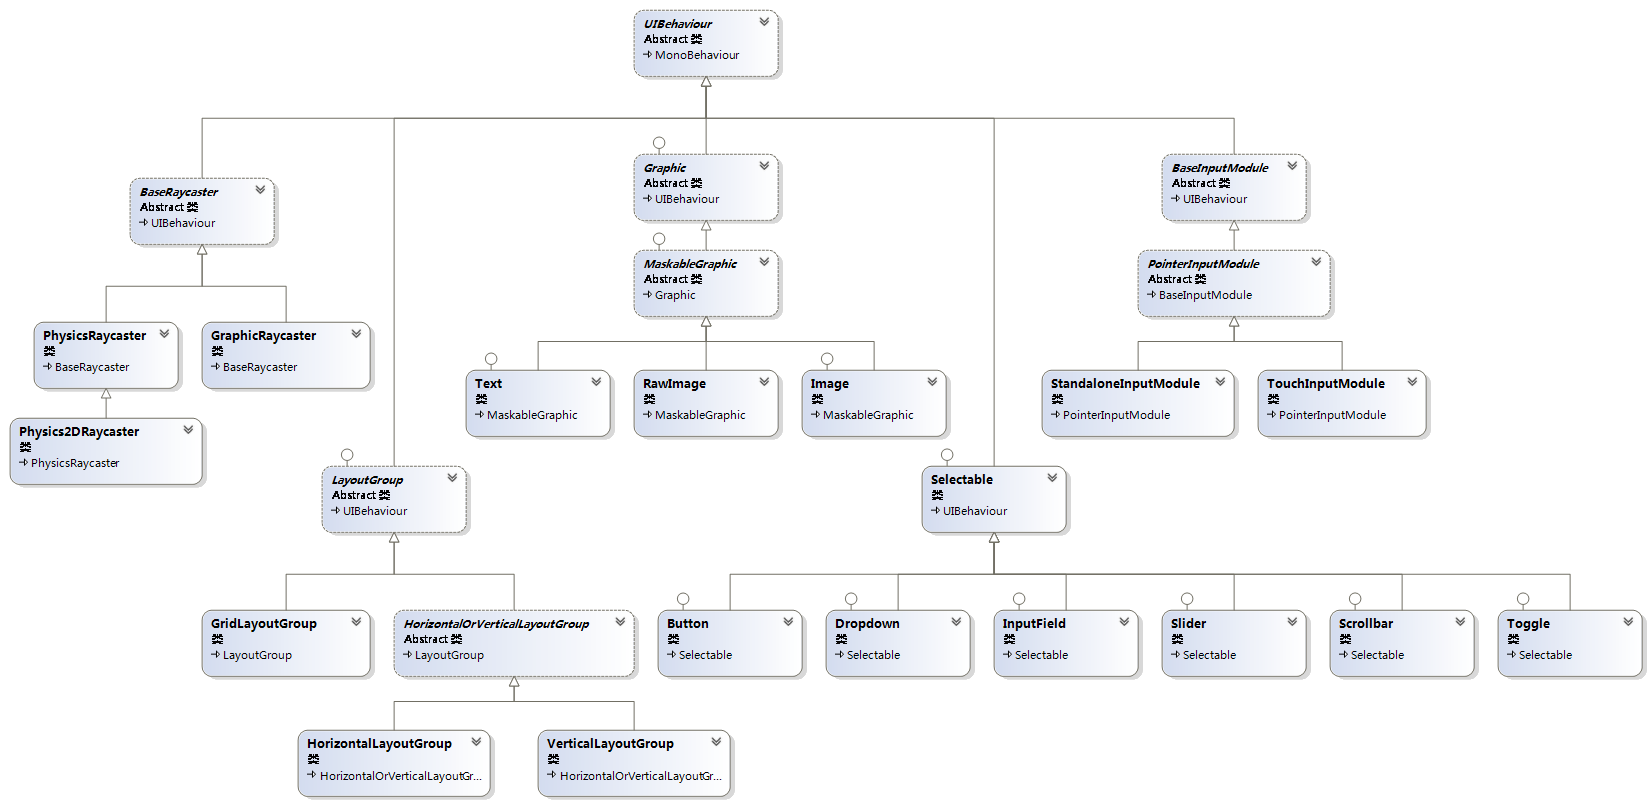 UIBehaviour
Abstract
MonoBehaviour
Graphic
Abstract
UIBehaviour
BaseInputModule
Abstract
UIBehaviour
BaseRaycaster
Abstract
UIBehaviour
MaskableGraphic
Abstract
Graphic
PointerInputModule
Abstract
BaseInputModule
PhysicsRaycaster
BaseRaycaster
GraphicRaycaster
BaseRaycaster
Text
MaskableGraphic
RawImage
MaskableGraphic
Image
MaskableGraphic
StandaloneInputModule
PointerInputModule
TouchInputModule
PointerInputModule
Physics2DRaycaster
PhysicsRaycaster
LayoutGroup
Abstract
UIBehaviour
Selectable
UIBehaviour
GridLayoutGroup
LayoutGroup
HorizontalOrVerticalLayoutGroup
Abstract
LayoutGroup
Button
Selectable
Dropdown
Selectable
InputField
Selectable
Slider
Selectable
Scrollbar
Selectable
Toggle
Selectable
HorizontalLayoutGroup
HorizontalOrVerticalLayoutGr...
VerticalLayoutGroup
HorizontalOrVerticalLayoutGr...